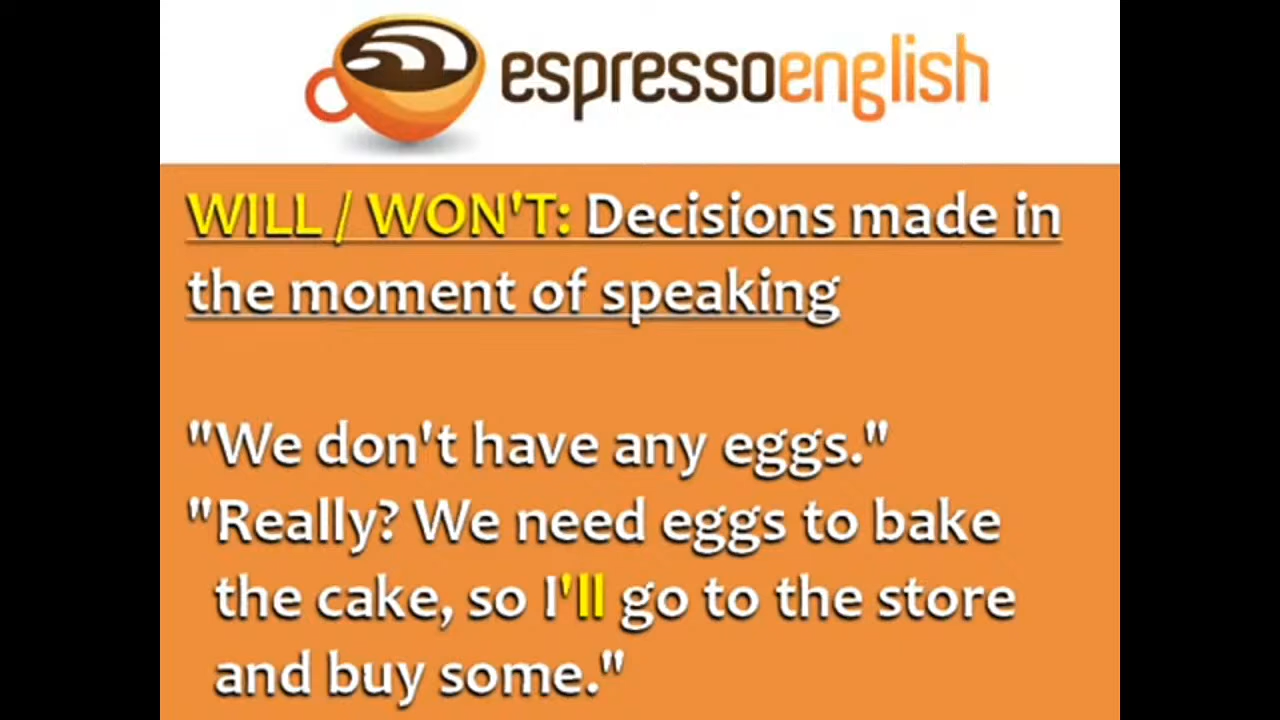 espressoenglish
WILL / WON'T: Decisions made in
the moment of speaking
"We don't have any eggs."
"Really? We need eggs to bake
the cake, so I'll go to the store
and buy some."